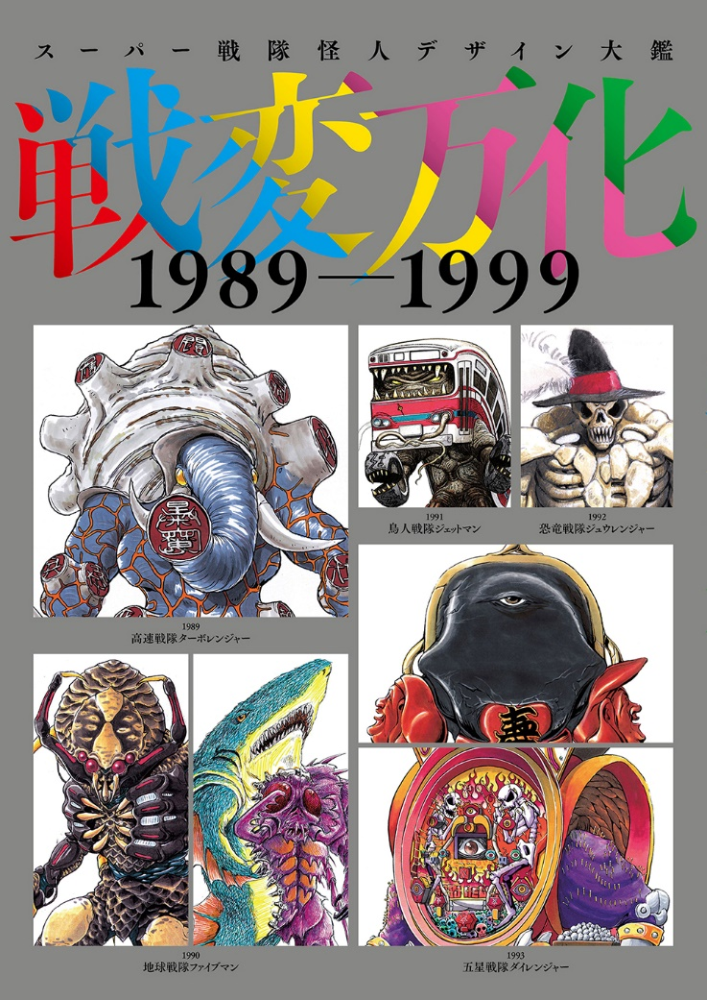 スーパー戦隊怪人デザイン大鑑
戦変万化
1989―1999
1989
高速戦隊ターボレンジャー
1991
鳥人戦隊ジェットマン
1992
恐竜戦隊ジュウレンジャー
1990
地球戦隊ファイブマン
1993
五星戦隊ダイレンジャー